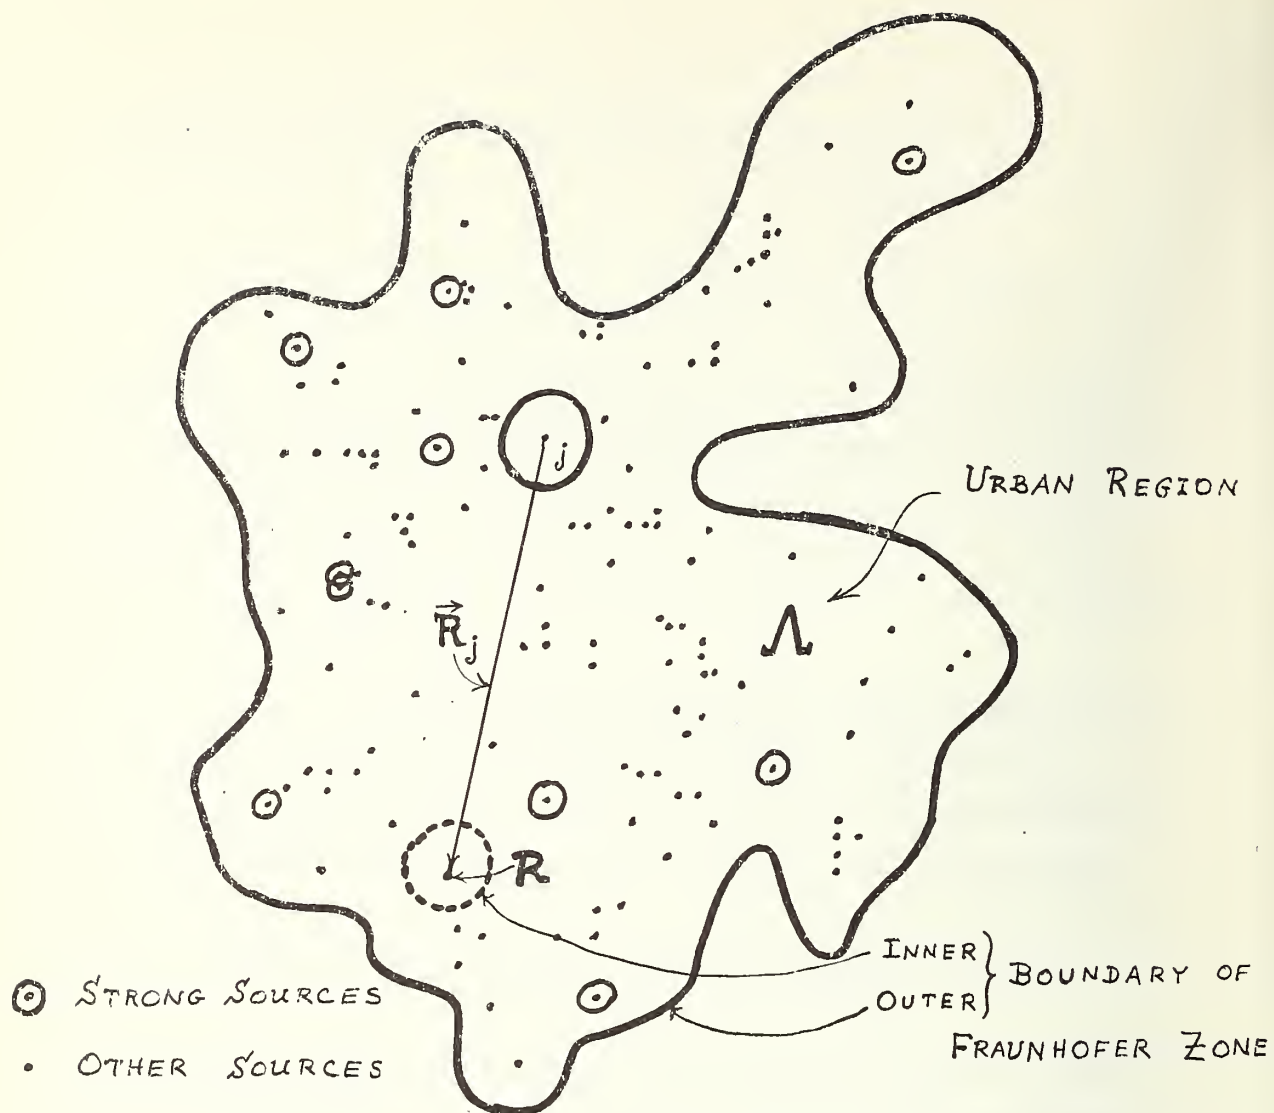 j
URBAN REGION
R⃗j
Λ
R
INNER
BOUNDARY OF
OUTER
FRAUNHOFER ZONE
STRONG SOURCES
OTHER SOURCES